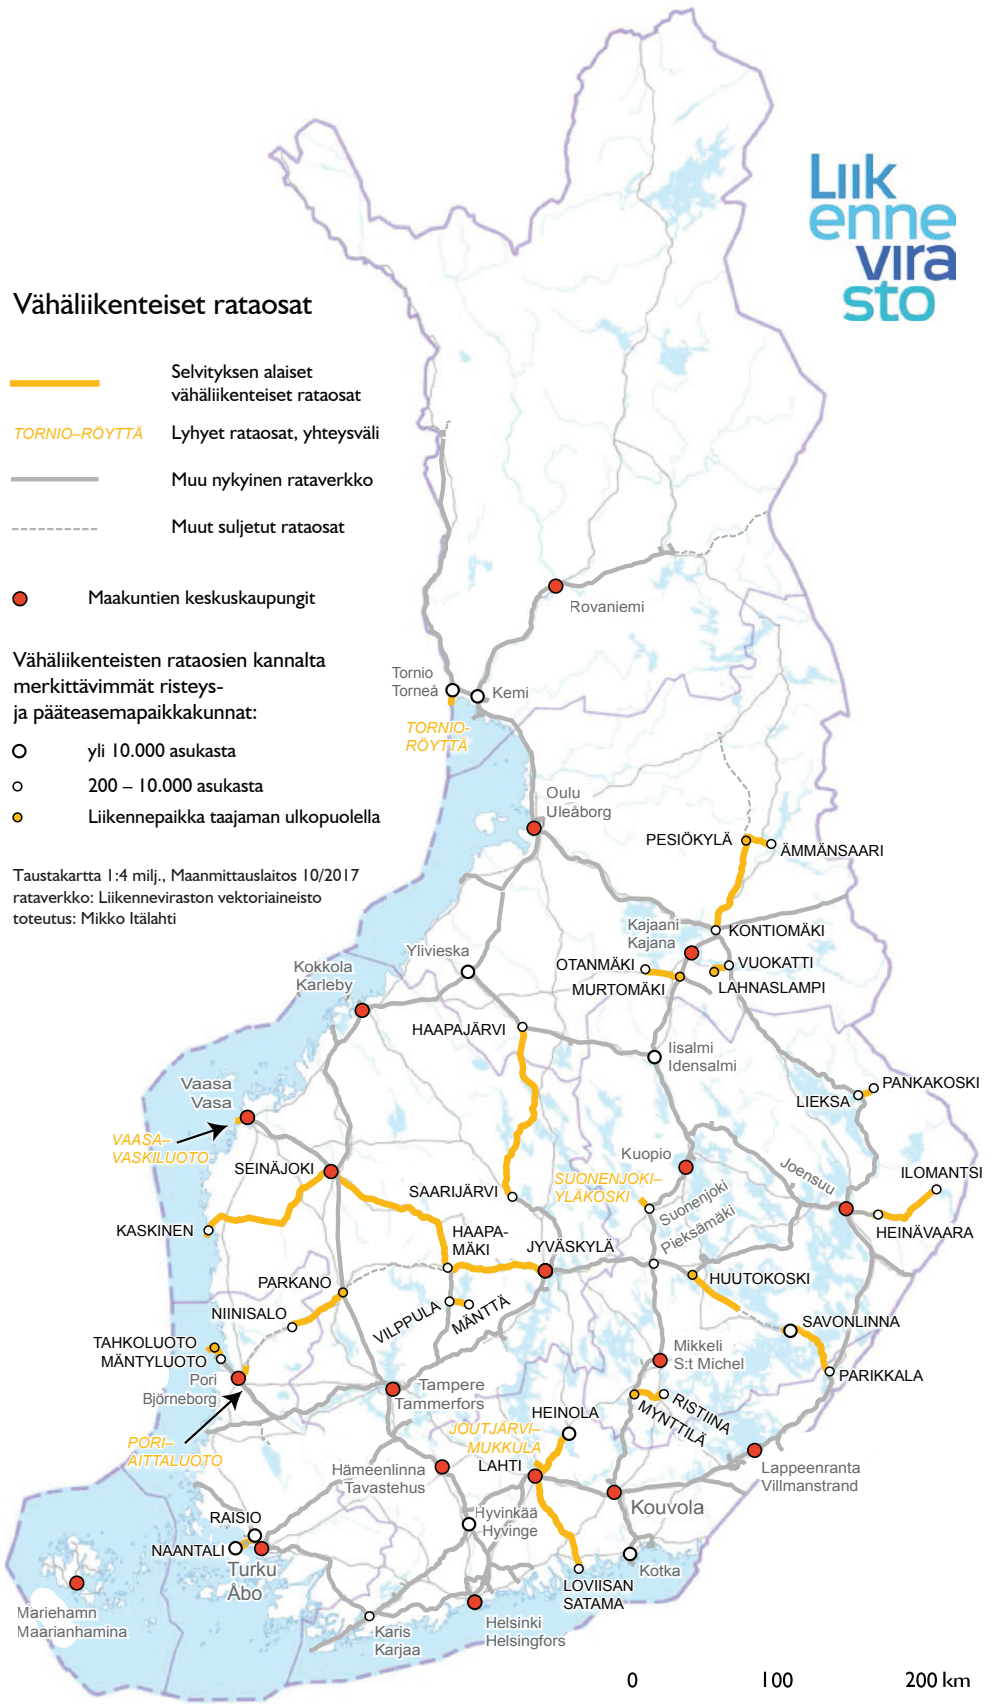 Liik
enne
vira
sto
Vähäliikenteiset rataosat
Selvityksen alaiset
vähäliikenteiset rataosat
TORNIO–RÖYTTÄ
Lyhyet rataosat, yhteysväli
Muu nykyinen rataverkko
Muut suljetut rataosat
Maakuntien keskuskaupungit
Vähäliikenteisten rataosien kannalta
merkittävimmät risteys-
ja pääteasemapaikkakunnat:
yli 10.000 asukasta
200 – 10.000 asukasta
Liikennepaikka taajaman ulkopuolella
Taustakartta 1:4 milj., Maanmittauslaitos 10/2017
rataverkko: Liikenneviraston vektoriaineisto
toteutus: Mikko Itälahti
Rovaniemi
Tornio
Torneå
Kemi
TORNIO-
RÖYTTÄ
Oulu
Uleåborg
PESIÖKYLÄ
ÄMMÄNSAARI
Kajaani
Kajana
KONTIOMÄKI
Ylivieska
OTANMÄKI
VUOKATTI
MURTOMÄKI
LAHNASLAMPI
Kokkola
Karleby
HAAPAJÄRVI
Iisalmi
Idensalmi
Vaasa
Vasa
PANKAKOSKI
LIEKSA
VAASA–
VASKILUOTO
SEINÄJOKI
Kuopio
Joensuu
ILOMANTSI
SAARIJÄRVI
SUONENJOKI–
YLÄKOSKI
Suonenjoki
Pieksämäki
KASKINEN
HAAPA-
MÄKI
JYVÄSKYLÄ
HEINÄVAARA
PARKANO
HUUTOKOSKI
NIINISALO
VILPPULA
MÄNTTÄ
SAVONLINNA
TAHKOLUOTO
MÄNTYLUOTO
Pori
Björneborg
Mikkeli
S:t Michel
PARIKKALA
Tampere
Tammerfors
HEINOLA
RISTIINA
MYNTTILÄ
JOUTJÄRVI–
MUKKULA
PORI–
AITTALUOTO
LAHTI
Hämeenlinna
Tavastehus
Lappeenranta
Villmanstrand
Kouvola
RAISIO
Hyvinkää
Hyvinge
NAANTALI
Turku
Åbo
Kotka
LOVIISAN
SATAMA
Mariehamn
Maarianhamina
Karis
Karjaa
Helsinki
Helsingfors
0 100 200 km